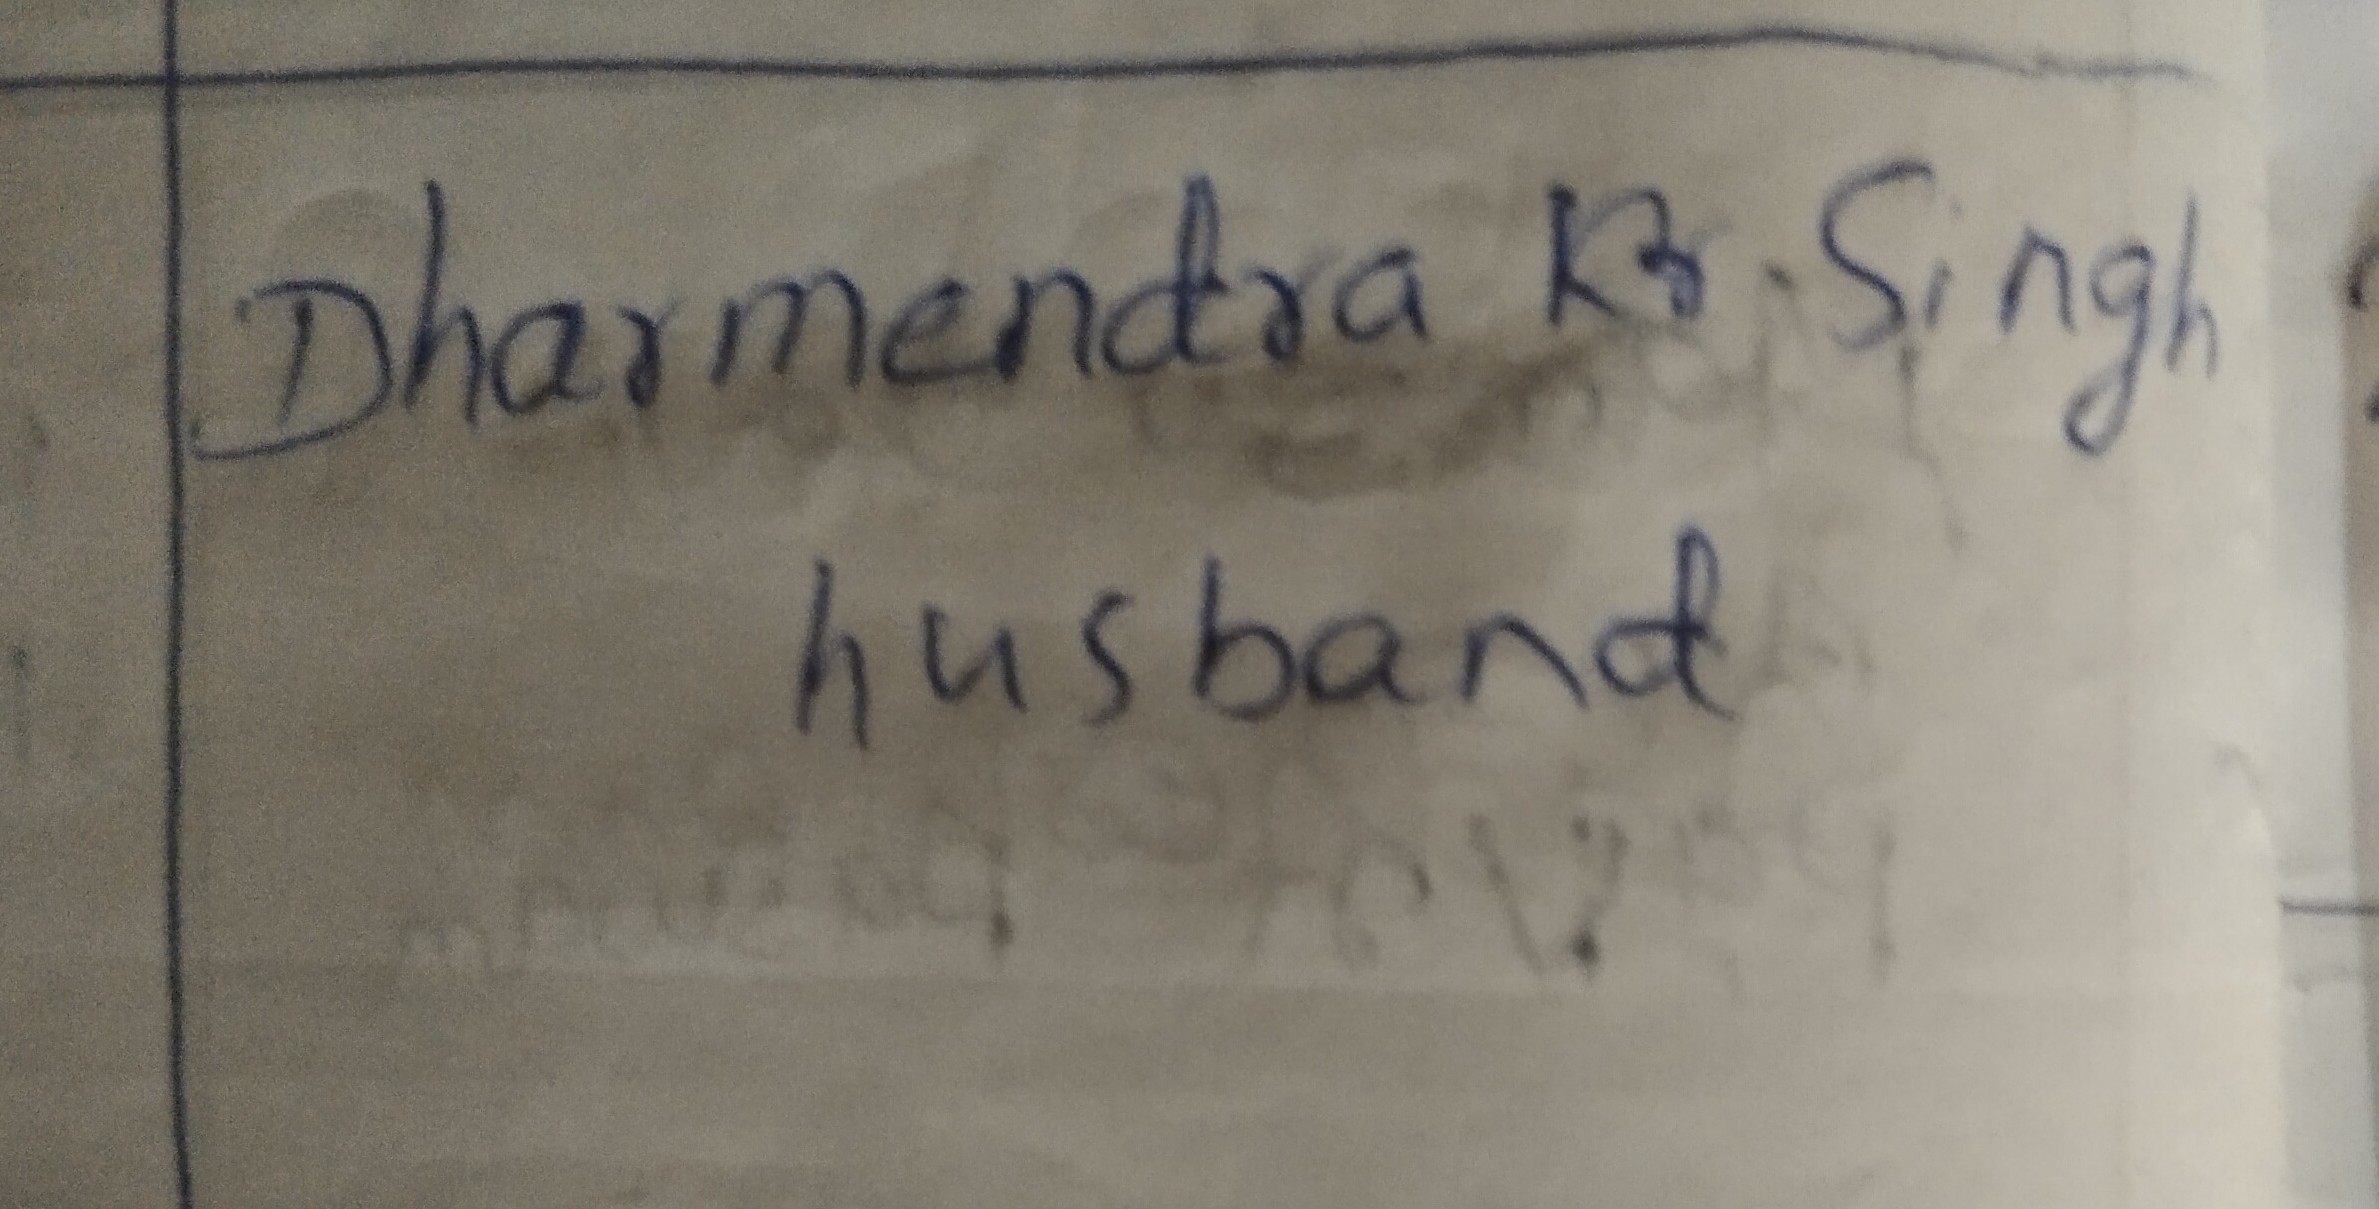 Dharmendra Kr. Singh
husband